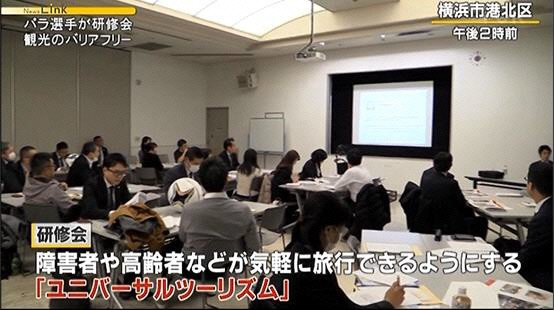 News Link
パラ選手が研修会
観光のバリアフリー
横浜市港北区
午後2時前
研修会
障害者や高齢者などが気軽に旅行できるようにする
「ユニバーサルツーリズム」